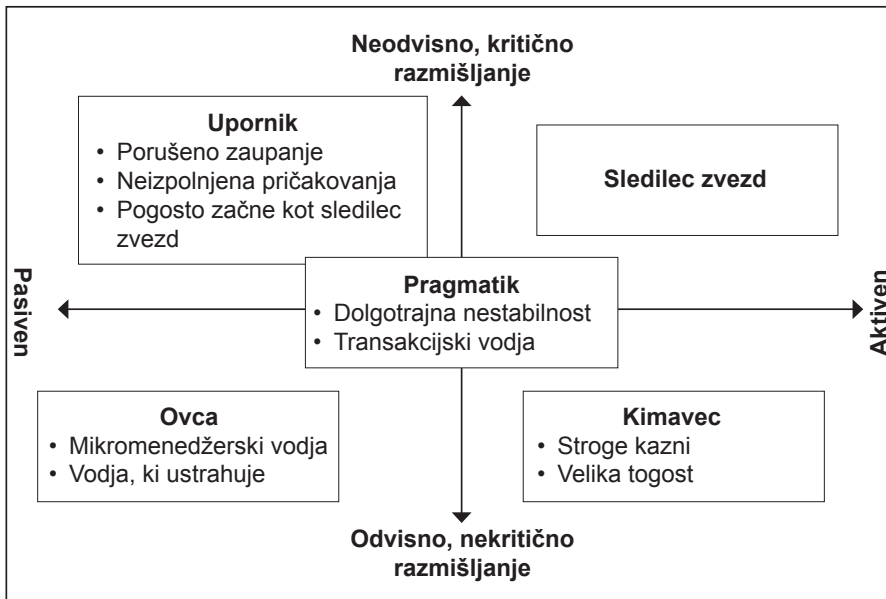 Neodvisno, kritično
razmišljanje
Upornik
• Porušeno zaupanje
• Neizpolnjena pričakovanja
• Pogosto začne kot sledilec
zvezd
Sledilec zvezd
Pasiven
Pragmatik
• Dolgotrajna nestabilnost
• Transakcijski vodja
Aktiven
Ovca
• Mikromenedžerski vodja
• Vodja, ki ustrahuje
Kimavec
• Stroge kazni
• Velika togost
Odvisno, nekritično
razmišljanje